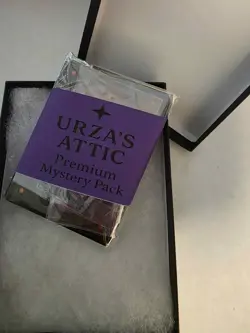 URZA'S
ATTIC
Premium
Mystery Pack